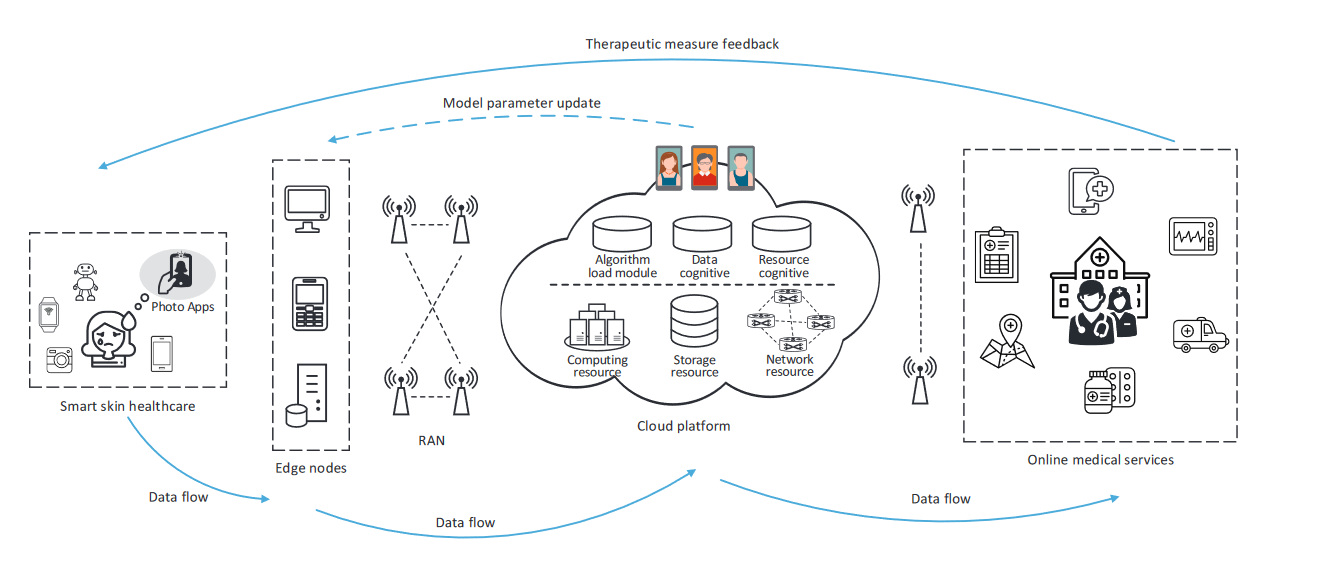 Therapeutic measure feedback
Model parameter update
Photo Apps
Smart skin healthcare
Edge nodes
RAN
Algorithm
load module
Data
cognitive
Resource
cognitive
Computing
resource
Storage
resource
Network
resource
Cloud platform
Online medical services
Data flow
Data flow
Data flow